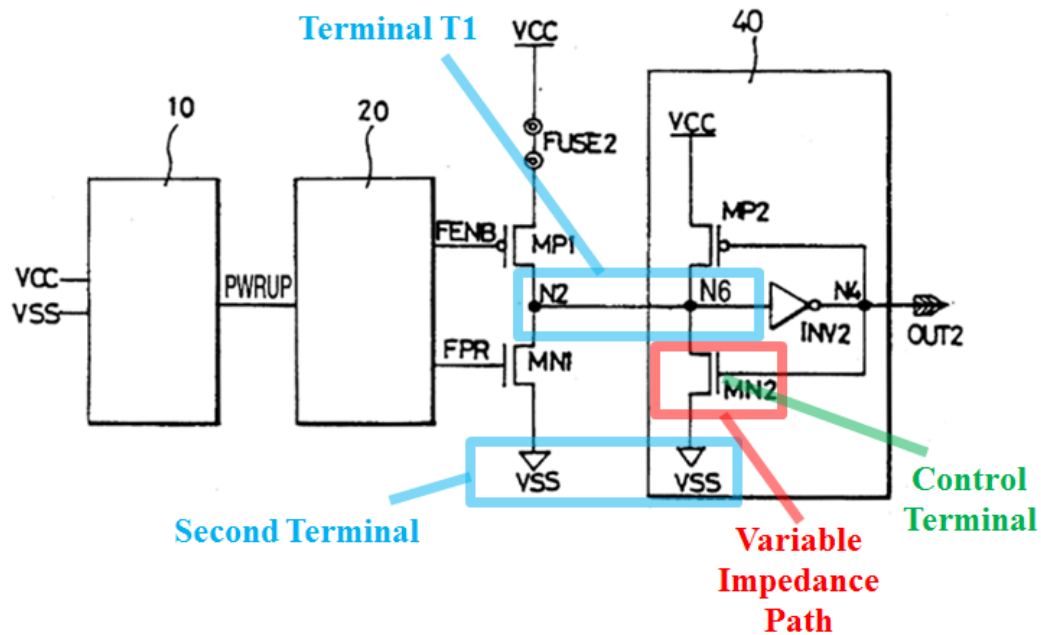 Terminal T1
VCC
40
10
20
VCC
FUSE2
MP2
FENB
MP1
VCC
VSS
PWRUP
N2
N6
N4
INV2
OUT2
FPR
MN1
MN2
VSS
VSS
Control
Terminal
Second Terminal
Variable
Impedance
Path